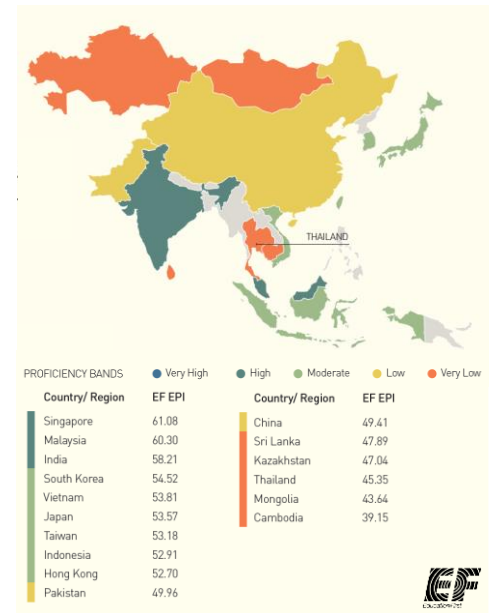 THAILAND
PROFICIENCY BANDS Very High High Moderate Low Very Low
Country/ Region EF EPI
Singapore 61.08
Malaysia 60.30
India 58.21
South Korea 54.52
Vietnam 53.81
Japan 53.57
Taiwan 53.18
Indonesia 52.91
Hong Kong 52.70
Pakistan 49.96
Country/ Region EF EPI
China 49.41
Sri Lanka 47.89
Kazakhstan 47.04
Thailand 45.35
Mongolia 43.64
Cambodia 39.15
EF